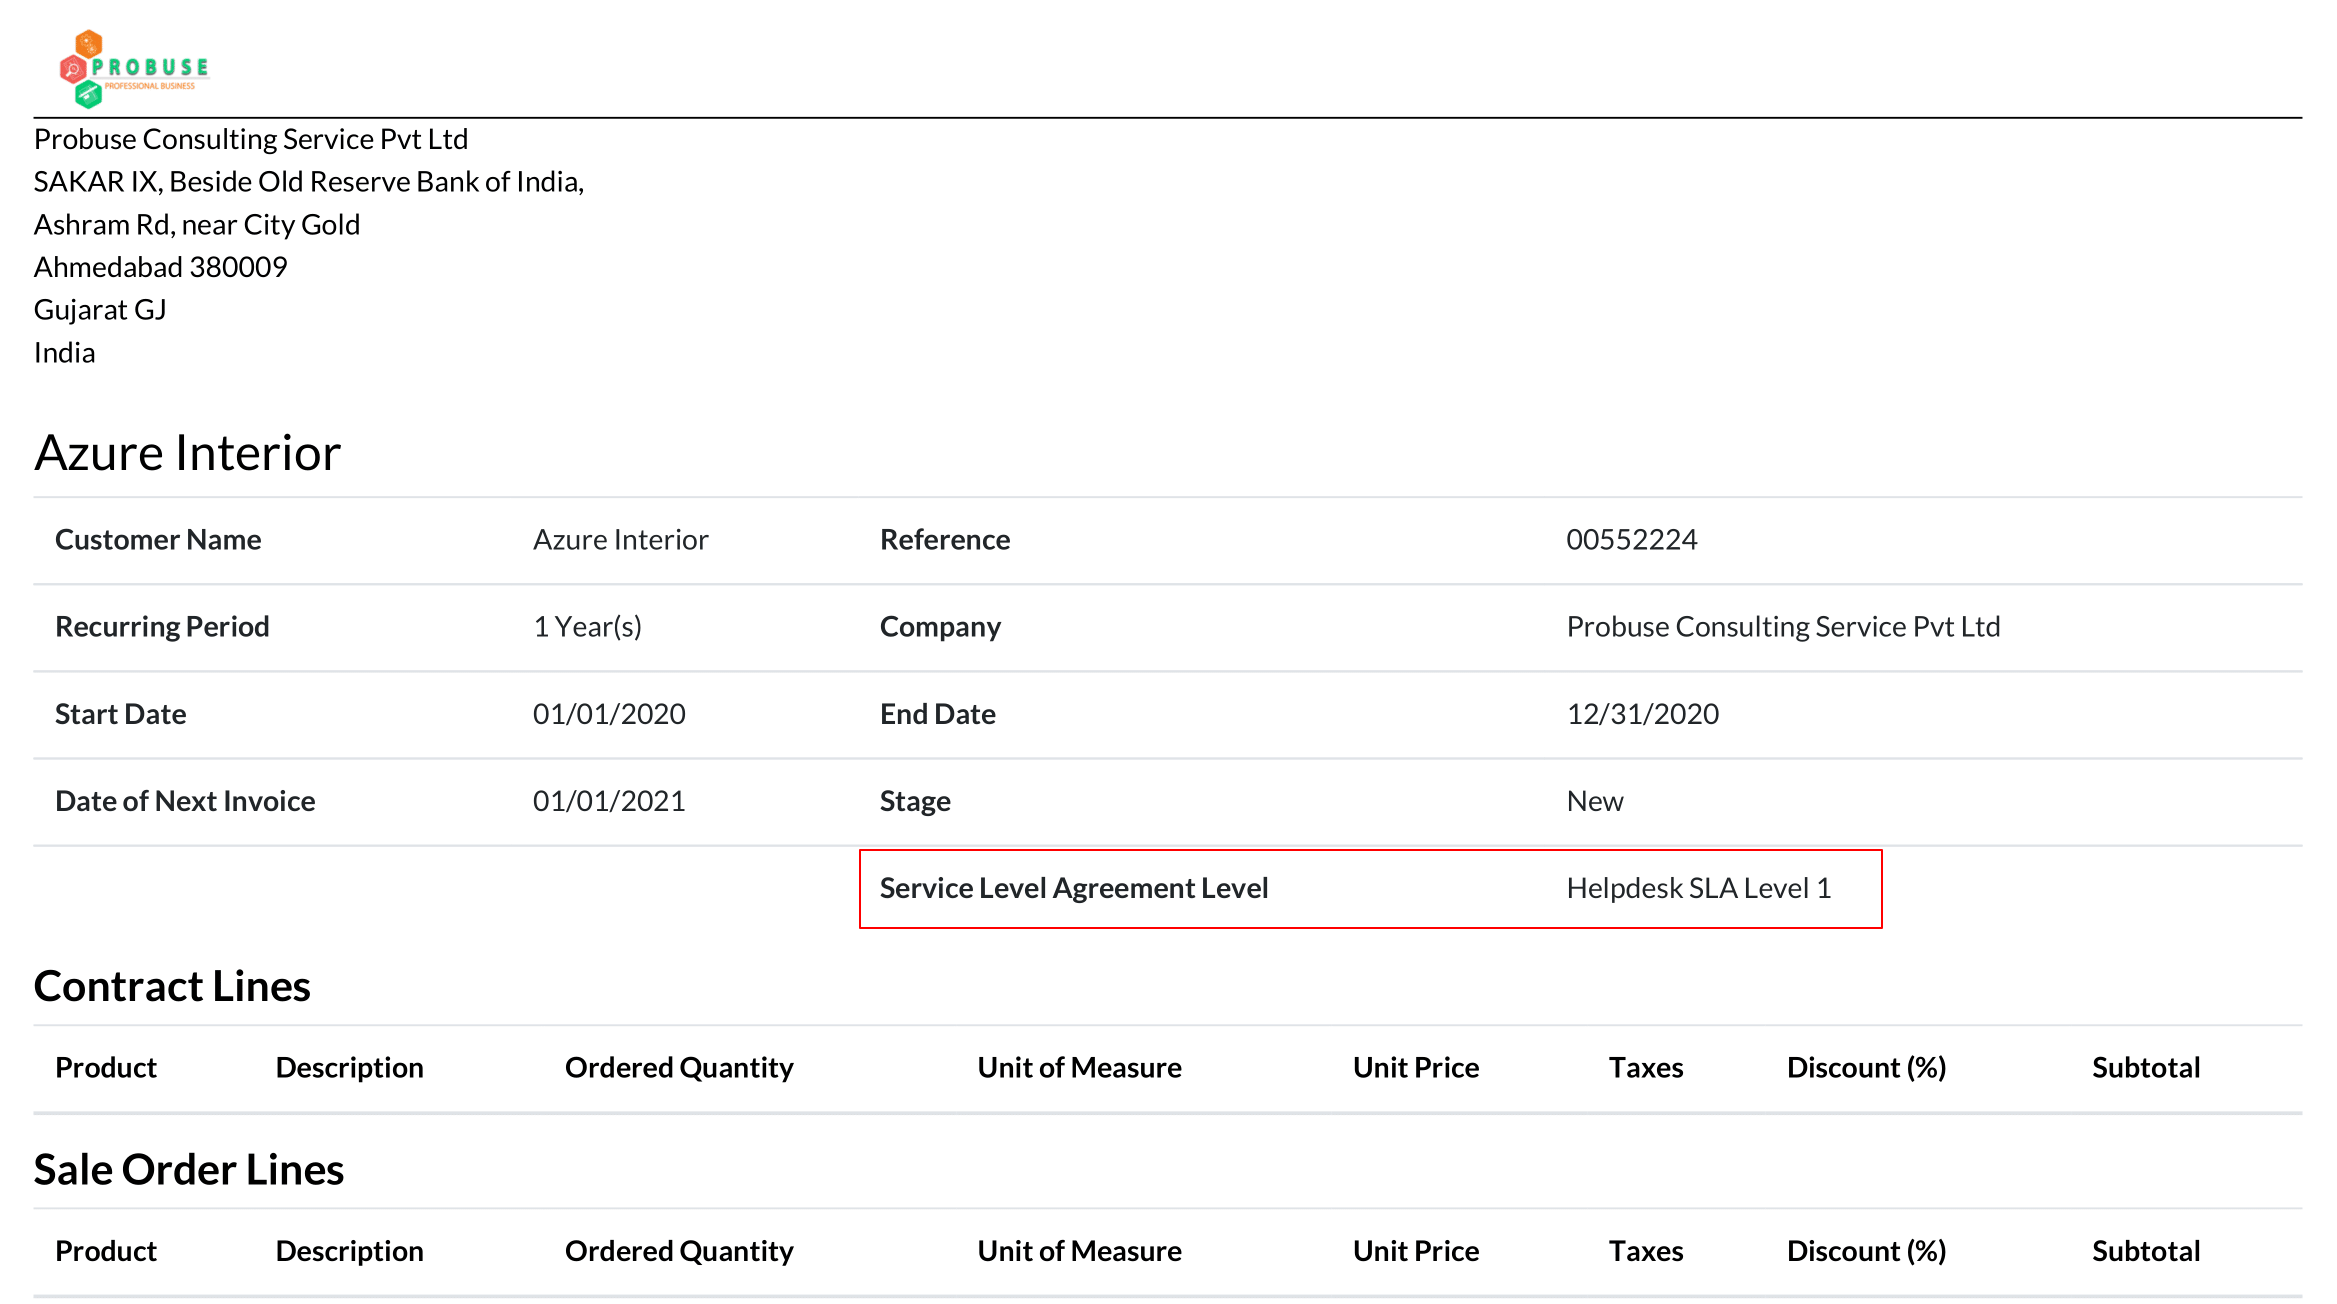 PROBUSE
PROFESSIONAL BUSINESS
Probuse Consulting Service Pvt Ltd
SAKAR IX, Beside Old Reserve Bank of India,
Ashram Rd, near City Gold
Ahmedabad 380009
Gujarat GJ
India
Azure Interior
Customer Name Azure Interior Reference 00552224
Recurring Period 1 Year(s) Company Probuse Consulting Service Pvt Ltd
Start Date 01/01/2020 End Date 12/31/2020
Date of Next Invoice 01/01/2021 Stage New
Service Level Agreement Level Helpdesk SLA Level 1
Contract Lines
Product Description Ordered Quantity Unit of Measure Unit Price Taxes Discount (%) Subtotal
Sale Order Lines
Product Description Ordered Quantity Unit of Measure Unit Price Taxes Discount (%) Subtotal